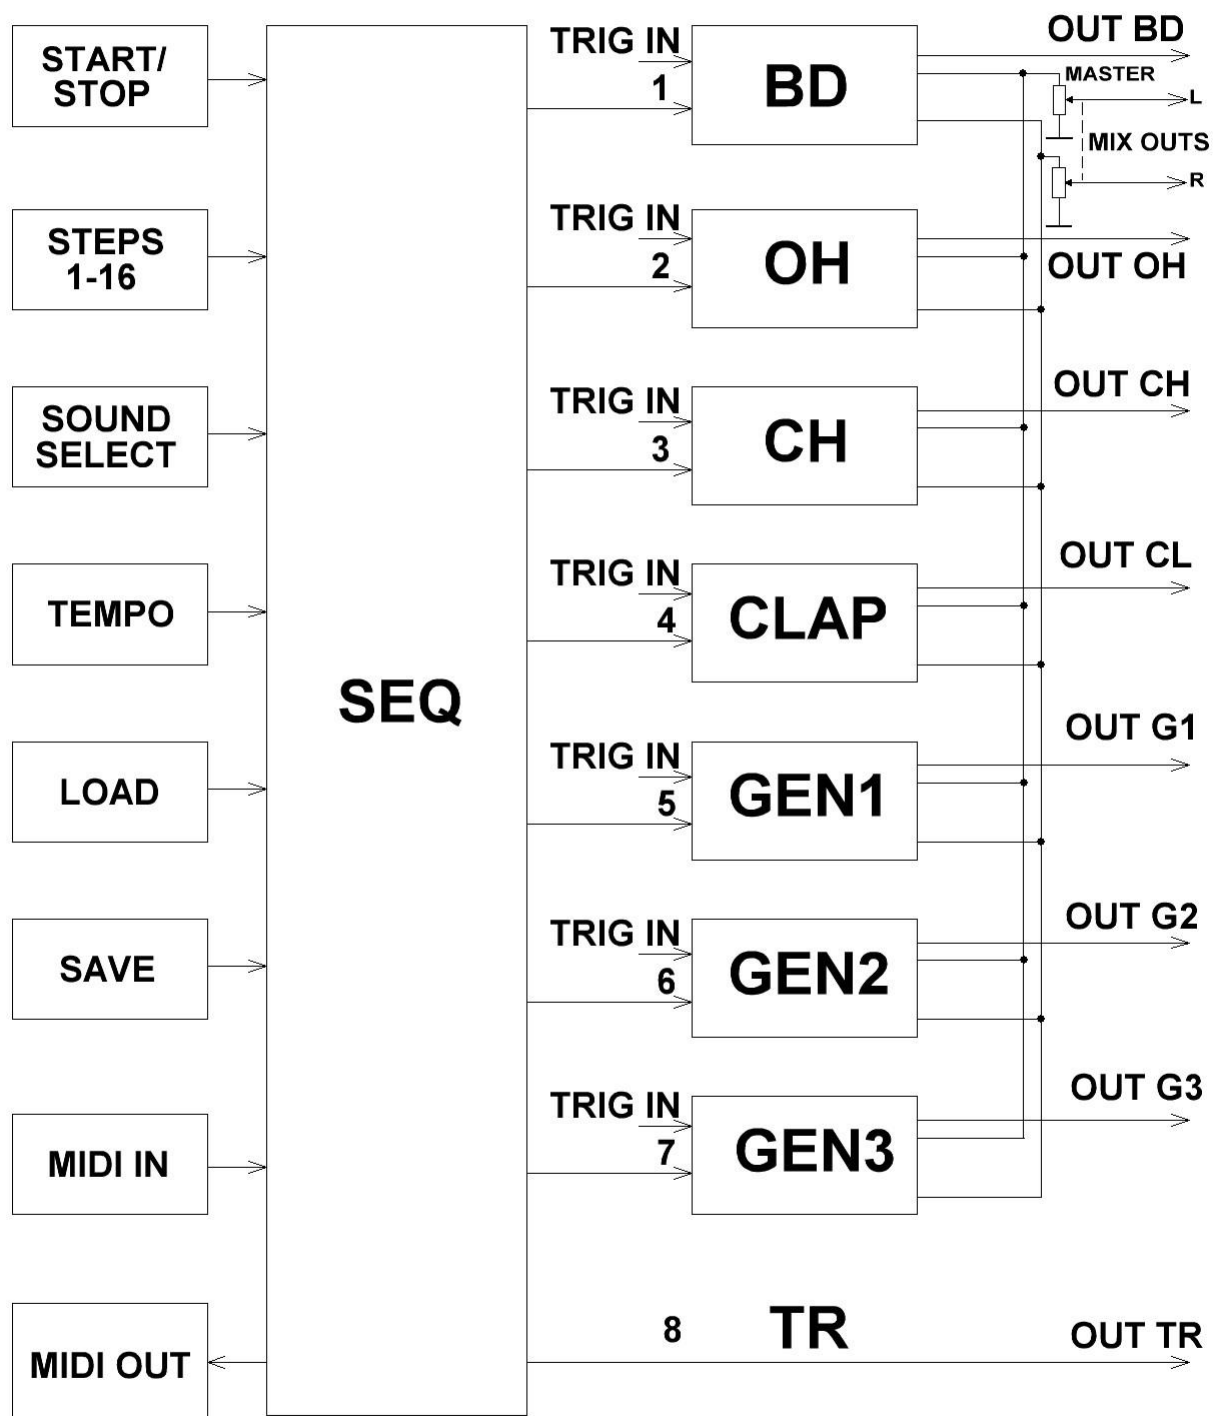 START/
STOP
STEPS
1-16
SOUND
SELECT
TEMPO
LOAD
SAVE
MIDI IN
MIDI OUT
SEQ
TRIG IN
1
BD
OUT BD
MASTER
L
MIX OUTS
R
TRIG IN
2
OH
OUT OH
TRIG IN
3
CH
OUT CH
TRIG IN
4
CLAP
OUT CL
TRIG IN
5
GEN1
OUT G1
TRIG IN
6
GEN2
OUT G2
TRIG IN
7
GEN3
OUT G3
8
TR
OUT TR